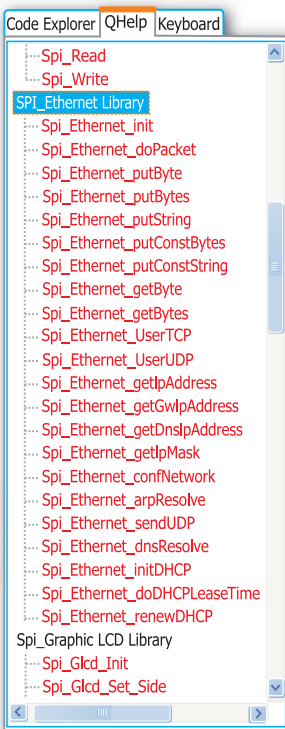 Code Explorer QHelp Keyboard
Spi_Read
Spi_Write
SPI_Ethernet Library
Spi_Ethernet_init
Spi_Ethernet_doPacket
Spi_Ethernet_putByte
Spi_Ethernet_putBytes
Spi_Ethernet_putString
Spi_Ethernet_putConstBytes
Spi_Ethernet_putConstString
Spi_Ethernet_getByte
Spi_Ethernet_getBytes
Spi_Ethernet_UserTCP
Spi_Ethernet_UserUDP
Spi_Ethernet_getIpAddress
Spi_Ethernet_getGwIpAddress
Spi_Ethernet_getDnsIpAddress
Spi_Ethernet_getIpMask
Spi_Ethernet_confNetwork
Spi_Ethernet_arpResolve
Spi_Ethernet_sendUDP
Spi_Ethernet_dnsResolve
Spi_Ethernet_initDHCP
Spi_Ethernet_doDHCPLeaseTime
Spi_Ethernet_renewDHCP
Spi_Graphic LCD Library
Spi_Glcd_Init
Spi_Glcd_Set_Side